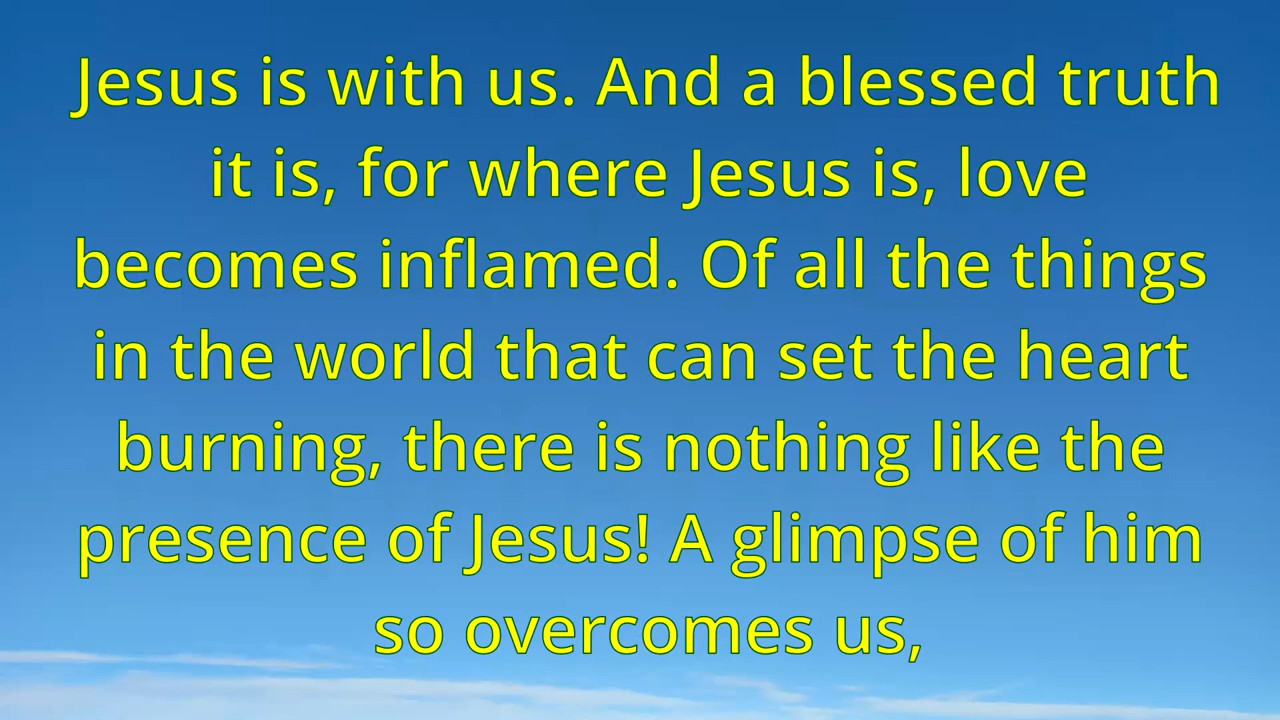 Jesus is with us. And a blessed truth
it is, for where Jesus is, love
becomes inflamed. Of all the things
in the world that can set the heart
burning, there is nothing like the
presence of Jesus! A glimpse of him
so overcomes us,